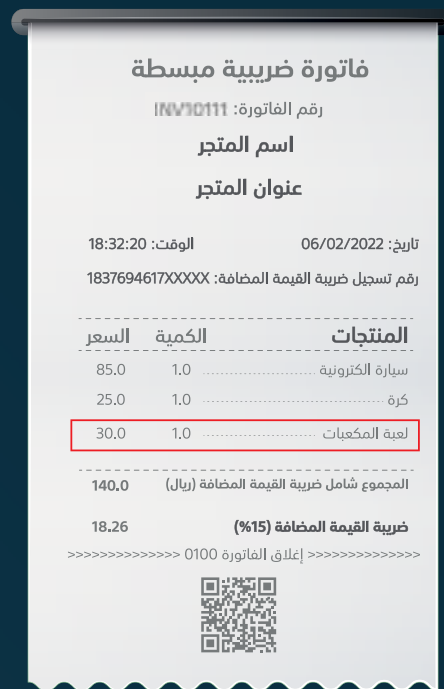 فاتورة ضريبية مبسطة
رقم الفاتورة: INV10111
اسم المتجر
عنوان المتجر
تاريخ: 06/02/2022 الوقت: 18:32:20
رقم تسجيل ضريبة القيمة المضافة: 1837694617XXXXX
المنتجات الكمية السعر
سيارة الكترونية 1.0 85.0
كرة 1.0 25.0
لعبة المكعبات 1.0 30.0
المجموع شامل ضريبة القيمة المضافة (ريال) 140.0
ضريبة القيمة المضافة (15%) 18.26
>>>>>>>>>>>>>> إغلاق الفاتورة 0100 <<<<<<<<<<<<<<